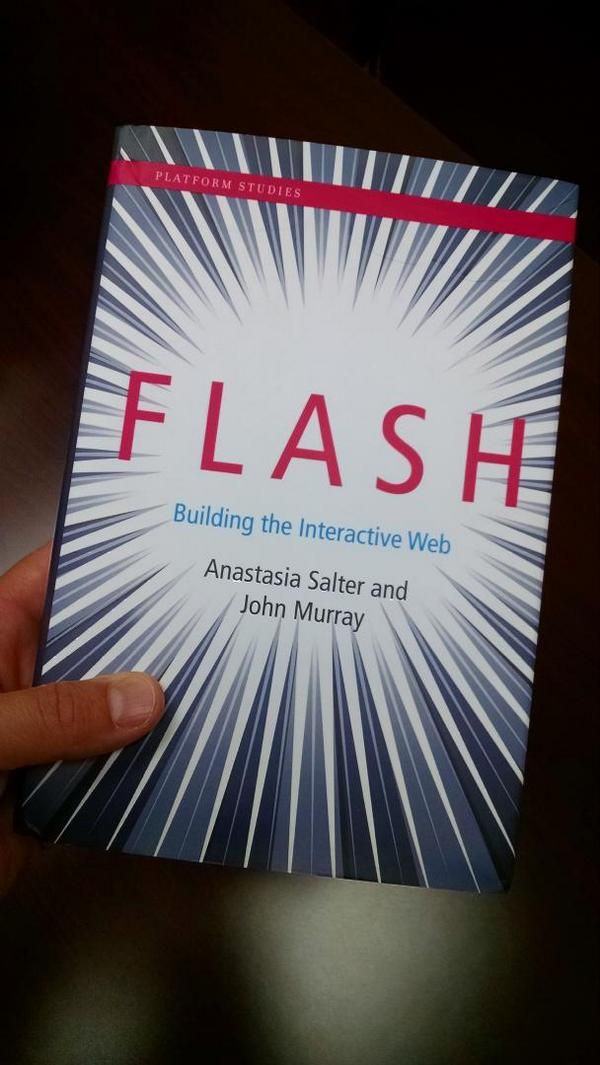 PLATFORM STUDIES
FLASH
Building the Interactive Web
Anastasia Salter and
John Murray